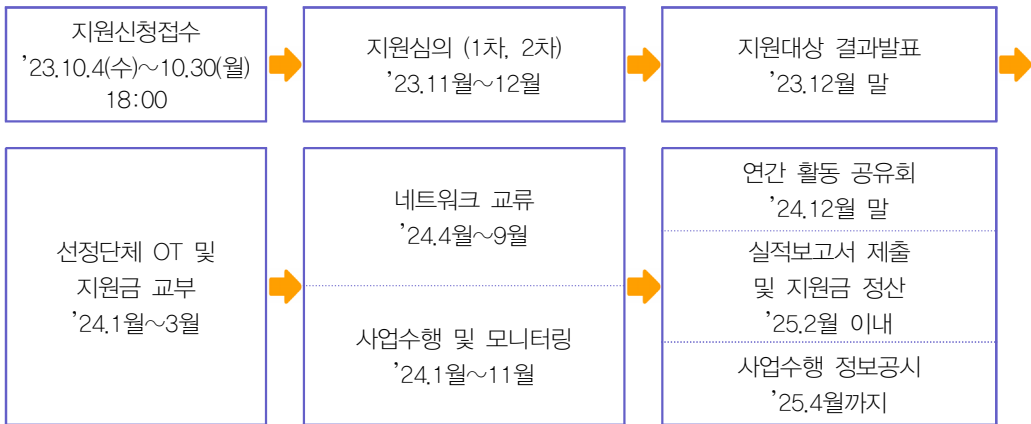 지원신청접수
’23.10.4(수)～10.30(월)
18:00
지원심의 (1차, 2차)
’23.11월～12월
지원대상 결과발표
’23.12월 말
선정단체 OT 및
지원금 교부
’24.1월～3월
네트워크 교류
’24.4월～9월
사업수행 및 모니터링
’24.1월～11월
연간 활동 공유회
’24.12월 말
실적보고서 제출
및 지원금 정산
’25.2월 이내
사업수행 정보공시
’25.4월까지